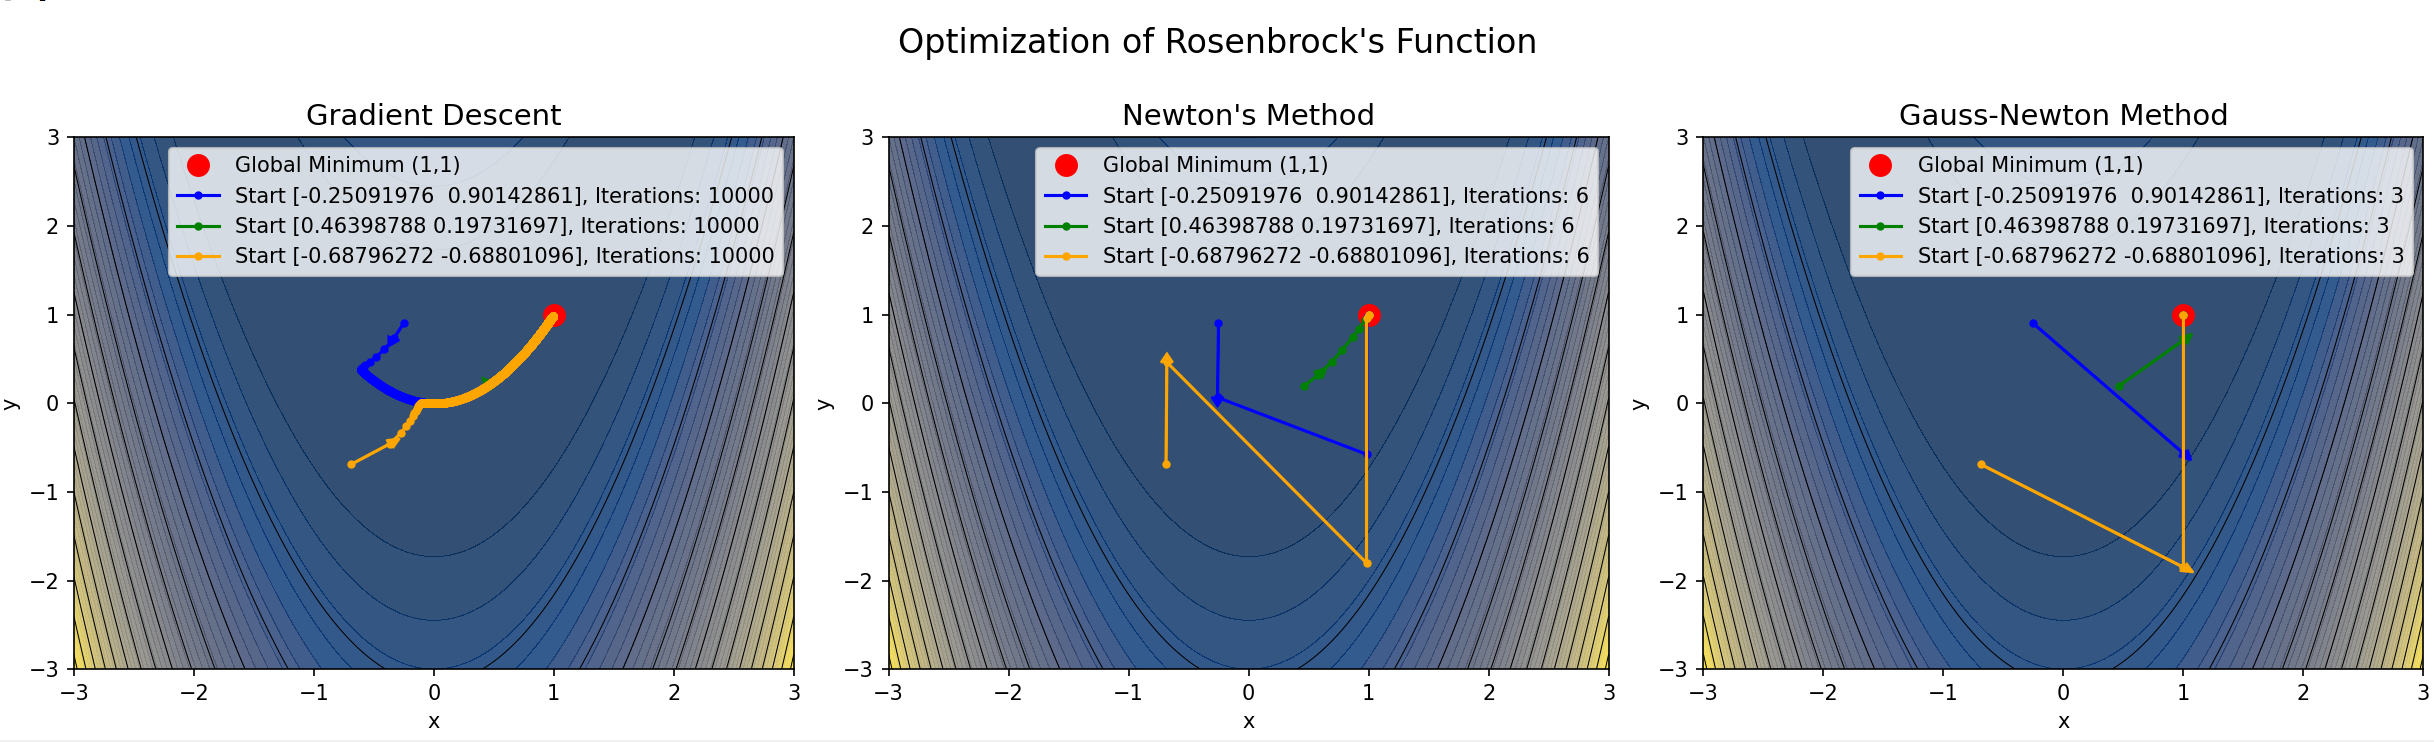 Optimization of Rosenbrock's Function
Gradient Descent
Global Minimum (1,1)
Start [-0.25091976  0.90142861], Iterations: 10000
Start [0.46398788 0.19731697], Iterations: 10000
Start [-0.68796272 -0.68801096], Iterations: 10000
3
2
1
0
−1
−2
−3
y
−3 −2 −1 0 1 2 3
x
Newton's Method
Global Minimum (1,1)
Start [-0.25091976  0.90142861], Iterations: 6
Start [0.46398788 0.19731697], Iterations: 6
Start [-0.68796272 -0.68801096], Iterations: 6
3
2
1
0
−1
−2
−3
y
−3 −2 −1 0 1 2 3
x
Gauss-Newton Method
Global Minimum (1,1)
Start [-0.25091976  0.90142861], Iterations: 3
Start [0.46398788 0.19731697], Iterations: 3
Start [-0.68796272 -0.68801096], Iterations: 3
3
2
1
0
−1
−2
−3
y
−3 −2 −1 0 1 2 3
x